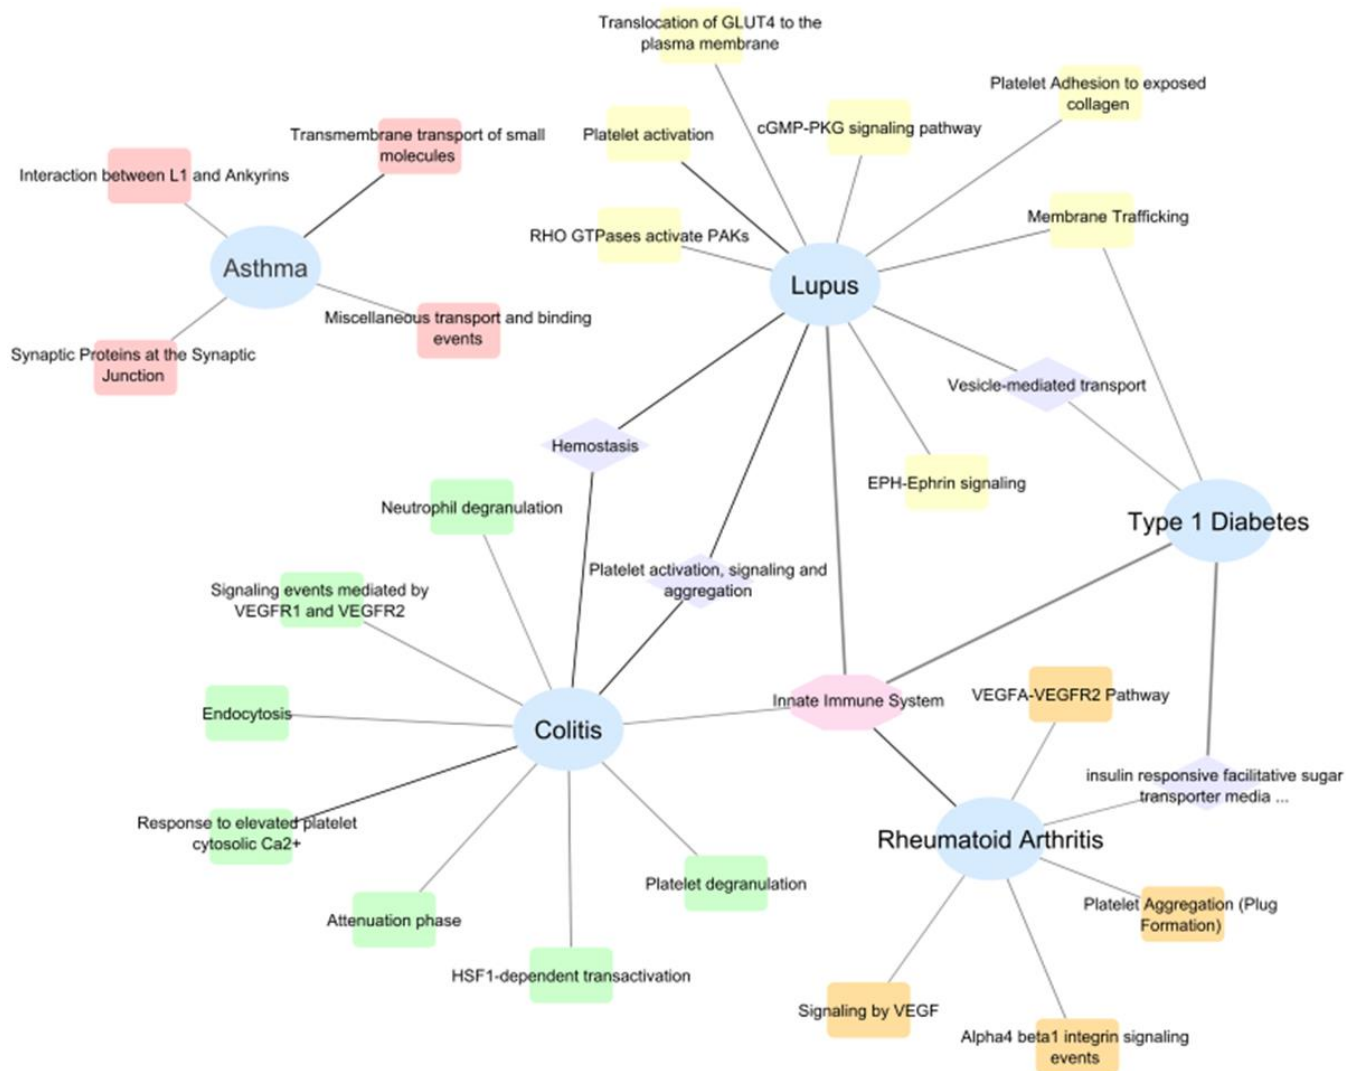 Translocation of GLUT4 to the
plasma membrane
Platelet Adhesion to exposed
collagen
Platelet activation
cGMP-PKG signaling pathway
Transmembrane transport of small
molecules
Interaction between L1 and Ankyrins
Membrane Trafficking
RHO GTPases activate PAKs
Asthma
Lupus
Miscellaneous transport and binding
events
Synaptic Proteins at the Synaptic
Junction
Vesicle-mediated transport
Hemostasis
EPH-Ephrin signaling
Neutrophil degranulation
Type 1 Diabetes
Platelet activation, signaling and
aggregation
Signaling events mediated by
VEGFR1 and VEGFR2
Innate Immune System
VEGFA-VEGFR2 Pathway
Endocytosis
Colitis
insulin responsive facilitative sugar
transporter media ...
Response to elevated platelet
cytosolic Ca2+
Rheumatoid Arthritis
Platelet degranulation
Platelet Aggregation (Plug
Formation)
Attenuation phase
HSF1-dependent transactivation
Signaling by VEGF
Alpha4 beta1 integrin signaling
events